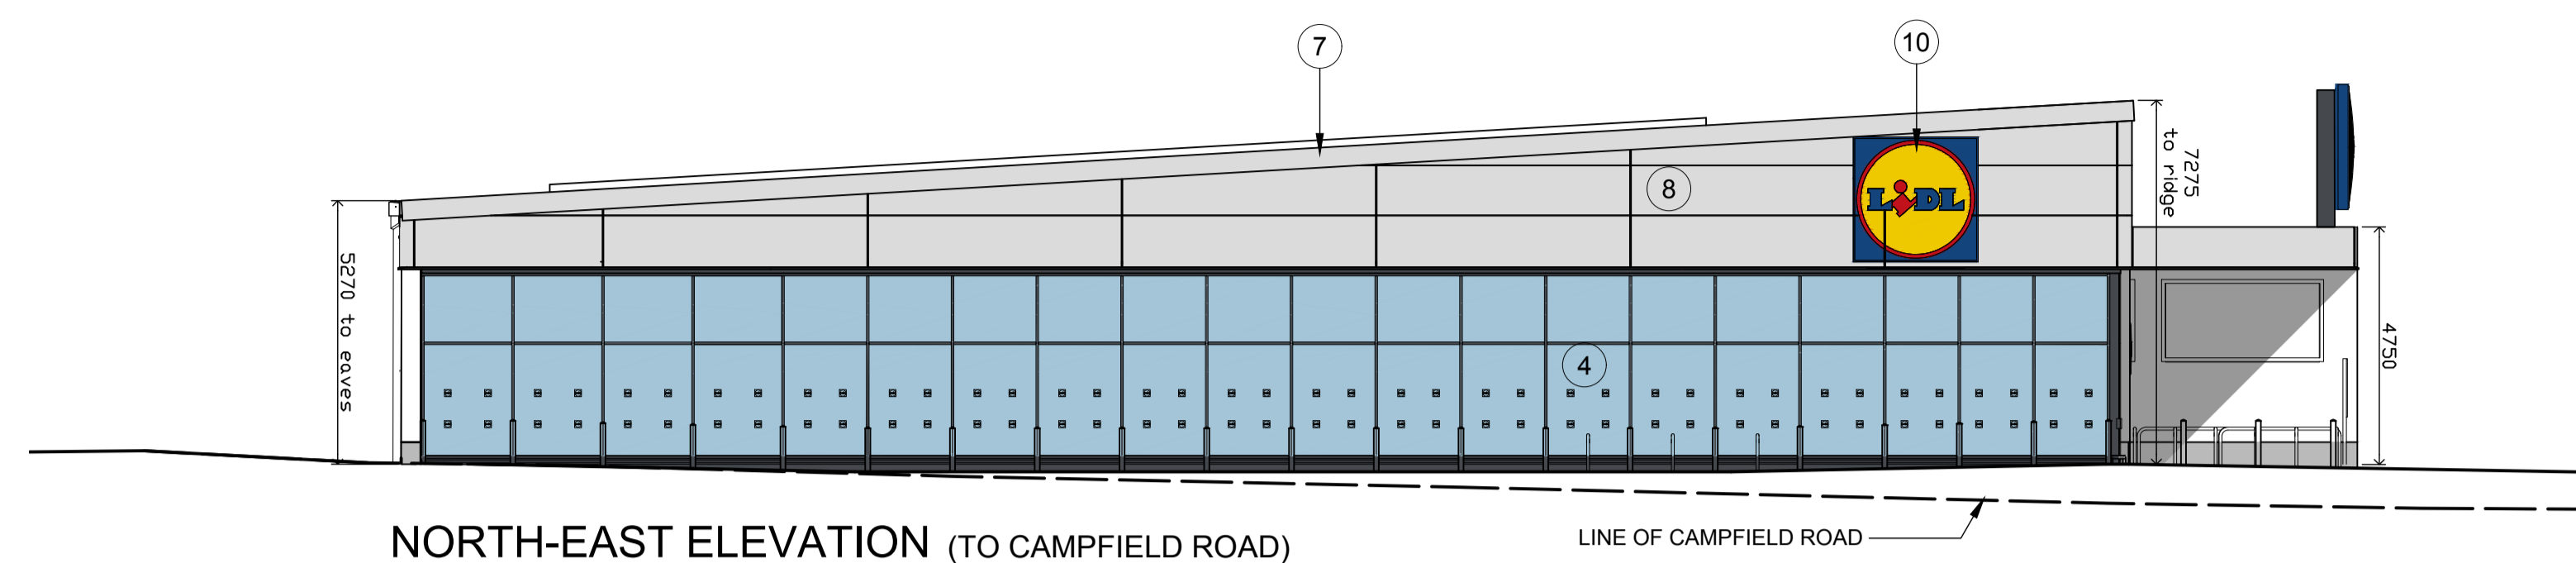 7
10
8
LiDL
7275
to ridge
5270 to eaves
4
4750
NORTH-EAST ELEVATION (TO CAMPFIELD ROAD)
LINE OF CAMPFIELD ROAD